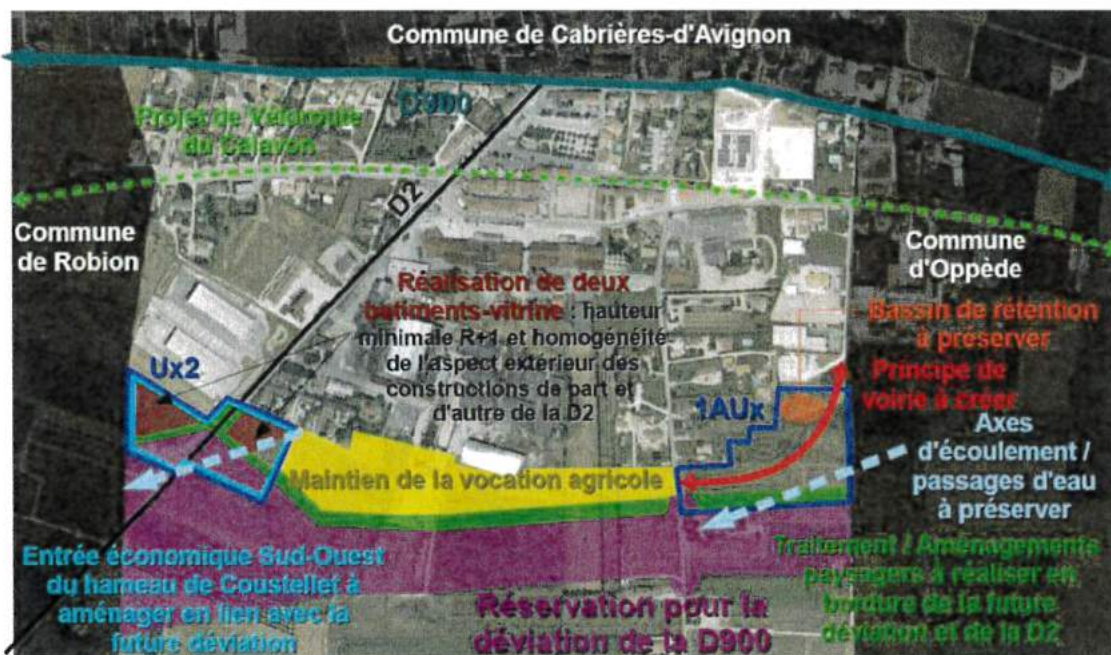 Commune de Cabrières-d'Avignon
D900
Projet de Véloroute
du Calavon
D2
Commune
de Robion
Commune
d'Oppède
Réalisation de deux
bâtiments-vitrine : hauteur
minimale R+1 et homogénéité
de l'aspect extérieur des
constructions de part et
d'autre de la D2
Bassin de rétention
à préserver
Ux2
1AUx
Principe de
voirie à créer
Axes
d'écoulement /
passages d'eau
à préserver
Maintien de la vocation agricole
Entrée économique Sud-Ouest
du hameau de Coustellet à
aménager en lien avec la
future déviation
Réservation pour la
déviation de la D900
Traitement / Aménagements
paysagers à réaliser en
bordure de la future
déviation et de la D2